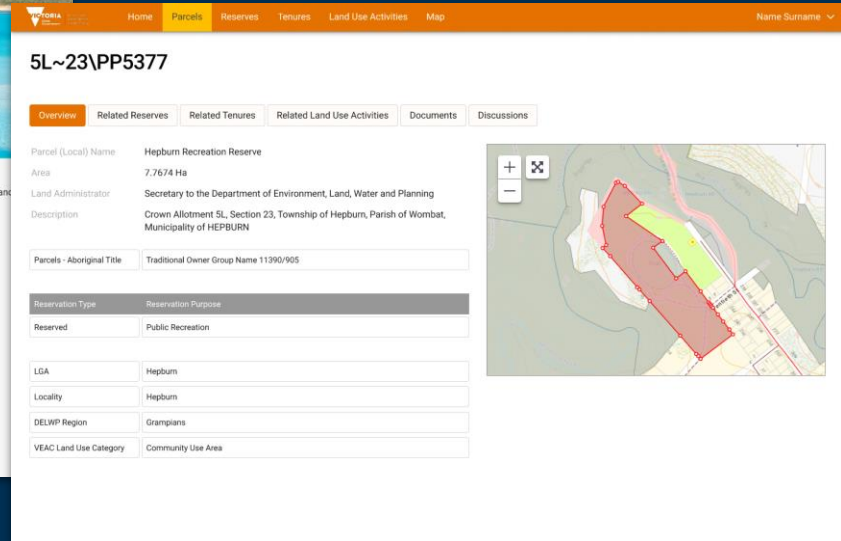 VICTORIA
Home Parcels Reserves Tenures Land Use Activities Map Name Surname
5L~23\PP5377
Overview Related Reserves Related Tenures Related Land Use Activities Documents Discussions
Parcel (Local) Name Hepburn Recreation Reserve
Area 7.7674 Ha
Land Administrator Secretary to the Department of Environment, Land, Water and Planning
Description Crown Allotment 5L, Section 23, Township of Hepburn, Parish of Wombat,
Municipality of HEPBURN
Parcels - Aboriginal Title Traditional Owner Group Name 11390/905
Reservation Type Reservation Purpose
Reserved Public Recreation
LGA Hepburn
Locality Hepburn
DELWP Region Grampians
VEAC Land Use Category Community Use Area
+
−